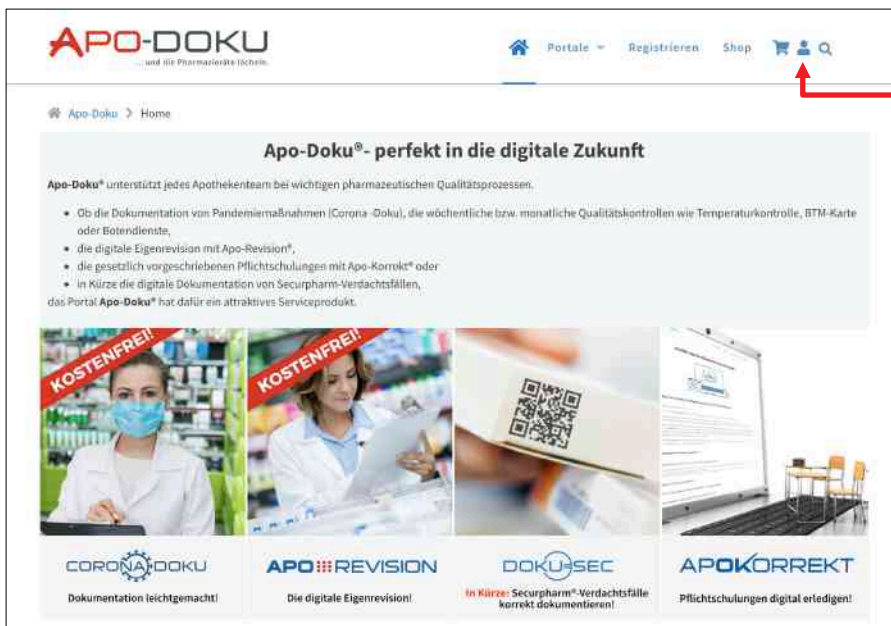 APO-DOKU
... und die Pharmazieräte lächeln.
Portale Registrieren Shop
Apo-Doku > Home
Apo-Doku®- perfekt in die digitale Zukunft
Apo-Doku® unterstützt jedes Apothekenteam bei wichtigen pharmazeutischen Qualitätsprozessen.
• Ob die Dokumentation von Pandemiemaßnahmen (Corona -Doku), die wöchentliche bzw. monatliche Qualitätskontrollen wie Temperaturkontrolle, BTM-Karte
oder Botendienste,
• die digitale Eigenrevision mit Apo-Revision®,
• die gesetzlich vorgeschriebenen Pflichtschulungen mit Apo-Korrekt® oder
• in Kürze die digitale Dokumentation von Securpharm-Verdachtsfällen,
das Portal Apo-Doku® hat dafür ein attraktives Serviceprodukt.
KOSTENFREI!
KOSTENFREI!
CORONA DOKU
Dokumentation leichtgemacht!
APO REVISION
Die digitale Eigenrevision!
DOKU-SEC
In Kürze: Securpharm®-Verdachtsfälle
korrekt dokumentieren!
APOKORREKT
Pflichtschulungen digital erledigen!